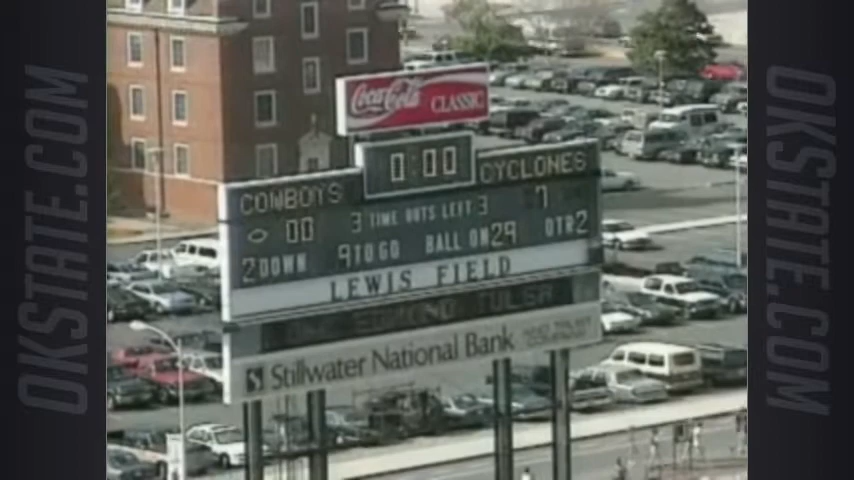 OKSTATE.COM
Coca-Cola CLASSIC
0:00
COWBOYS CYCLONES
00 3 TIME OUTS LEFT 3 7
2 DOWN 9 TO GO BALL ON 29 QTR 2
LEWIS FIELD
EDMOND TULSA
Stillwater National Bank
OKSTATE.COM